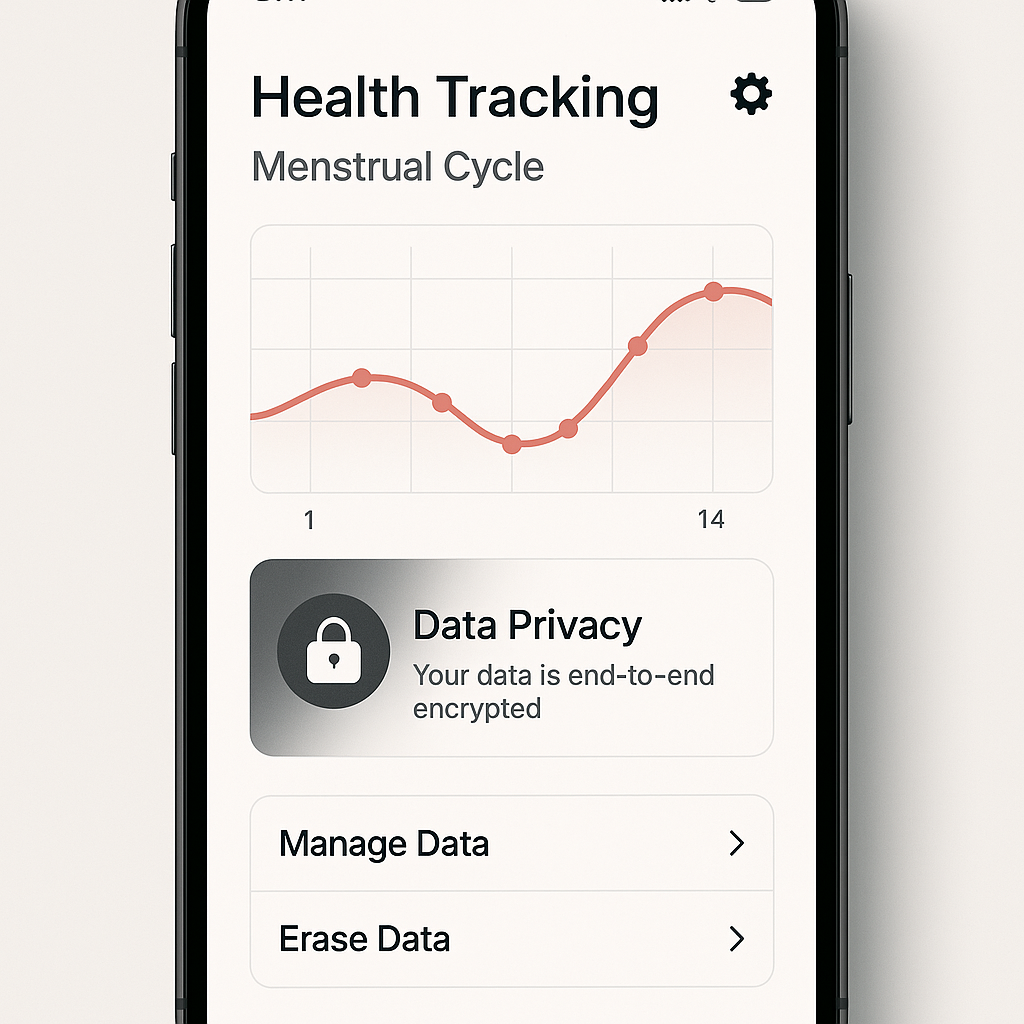 Health Tracking
Menstrual Cycle
1 14
Data Privacy
Your data is end-to-end
encrypted
Manage Data
Erase Data